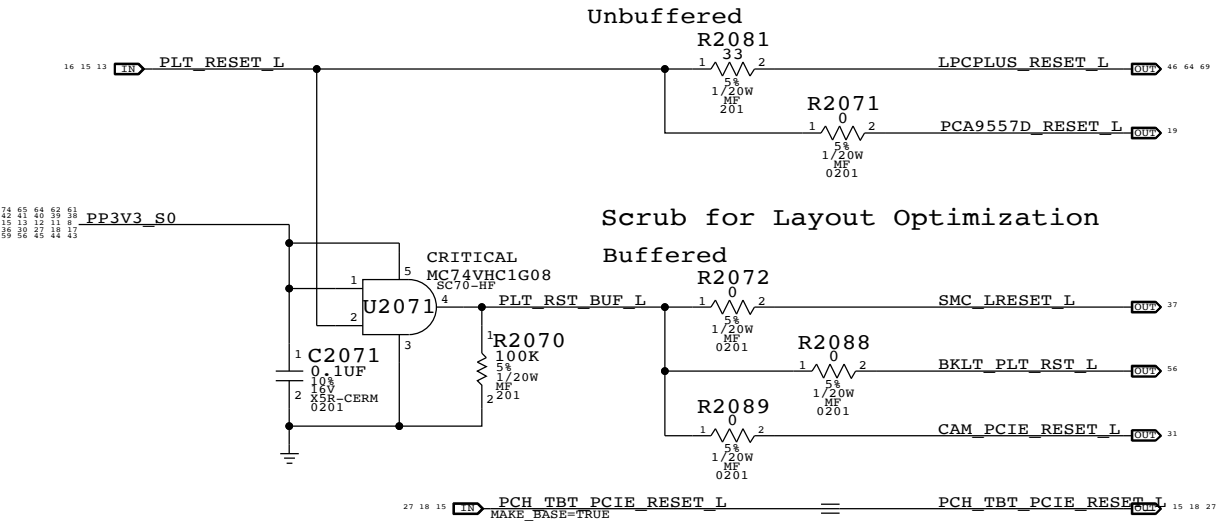 Unbuffered
R2081
16 15 13 IN PLT_RESET_L 1 33 2 LPCPLUS_RESET_L OUT 46 64 69
5%
1/20W
MF
201
R2071
1 0 2 PCA9557D_RESET_L OUT 19
5%
1/20W
MF
0201
74 65 64 62 61
42 41 40 39 38
15 13 12 11 8 PP3V3_S0
36 30 27 18 17
59 56 45 44 43
Scrub for Layout Optimization
Buffered
CRITICAL
MC74VHC1G08
SC70-HF
5
1
U2071
2
4
3
PLT_RST_BUF_L
R2072
1 0 2 SMC_LRESET_L OUT 37
5%
1/20W
MF
0201
1 R2070
100K
5%
1/20W
MF
2 201
1 C2071
0.1UF
10%
16V
2 X5R-CERM
0201
R2088
1 0 2 BKLT_PLT_RST_L OUT 56
5%
1/20W
MF
0201
R2089
1 0 2 CAM_PCIE_RESET_L OUT 31
5%
1/20W
MF
0201
27 18 15 IN PCH_TBT_PCIE_RESET_L PCH_TBT_PCIE_RESET_L OUT 15 18 27
MAKE_BASE=TRUE